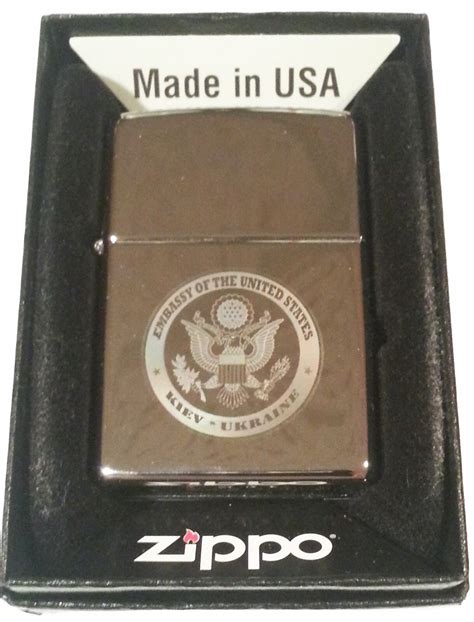 Made in USA
EMBASSY OF THE UNITED STATES
KIEV - UKRAINE
zippo